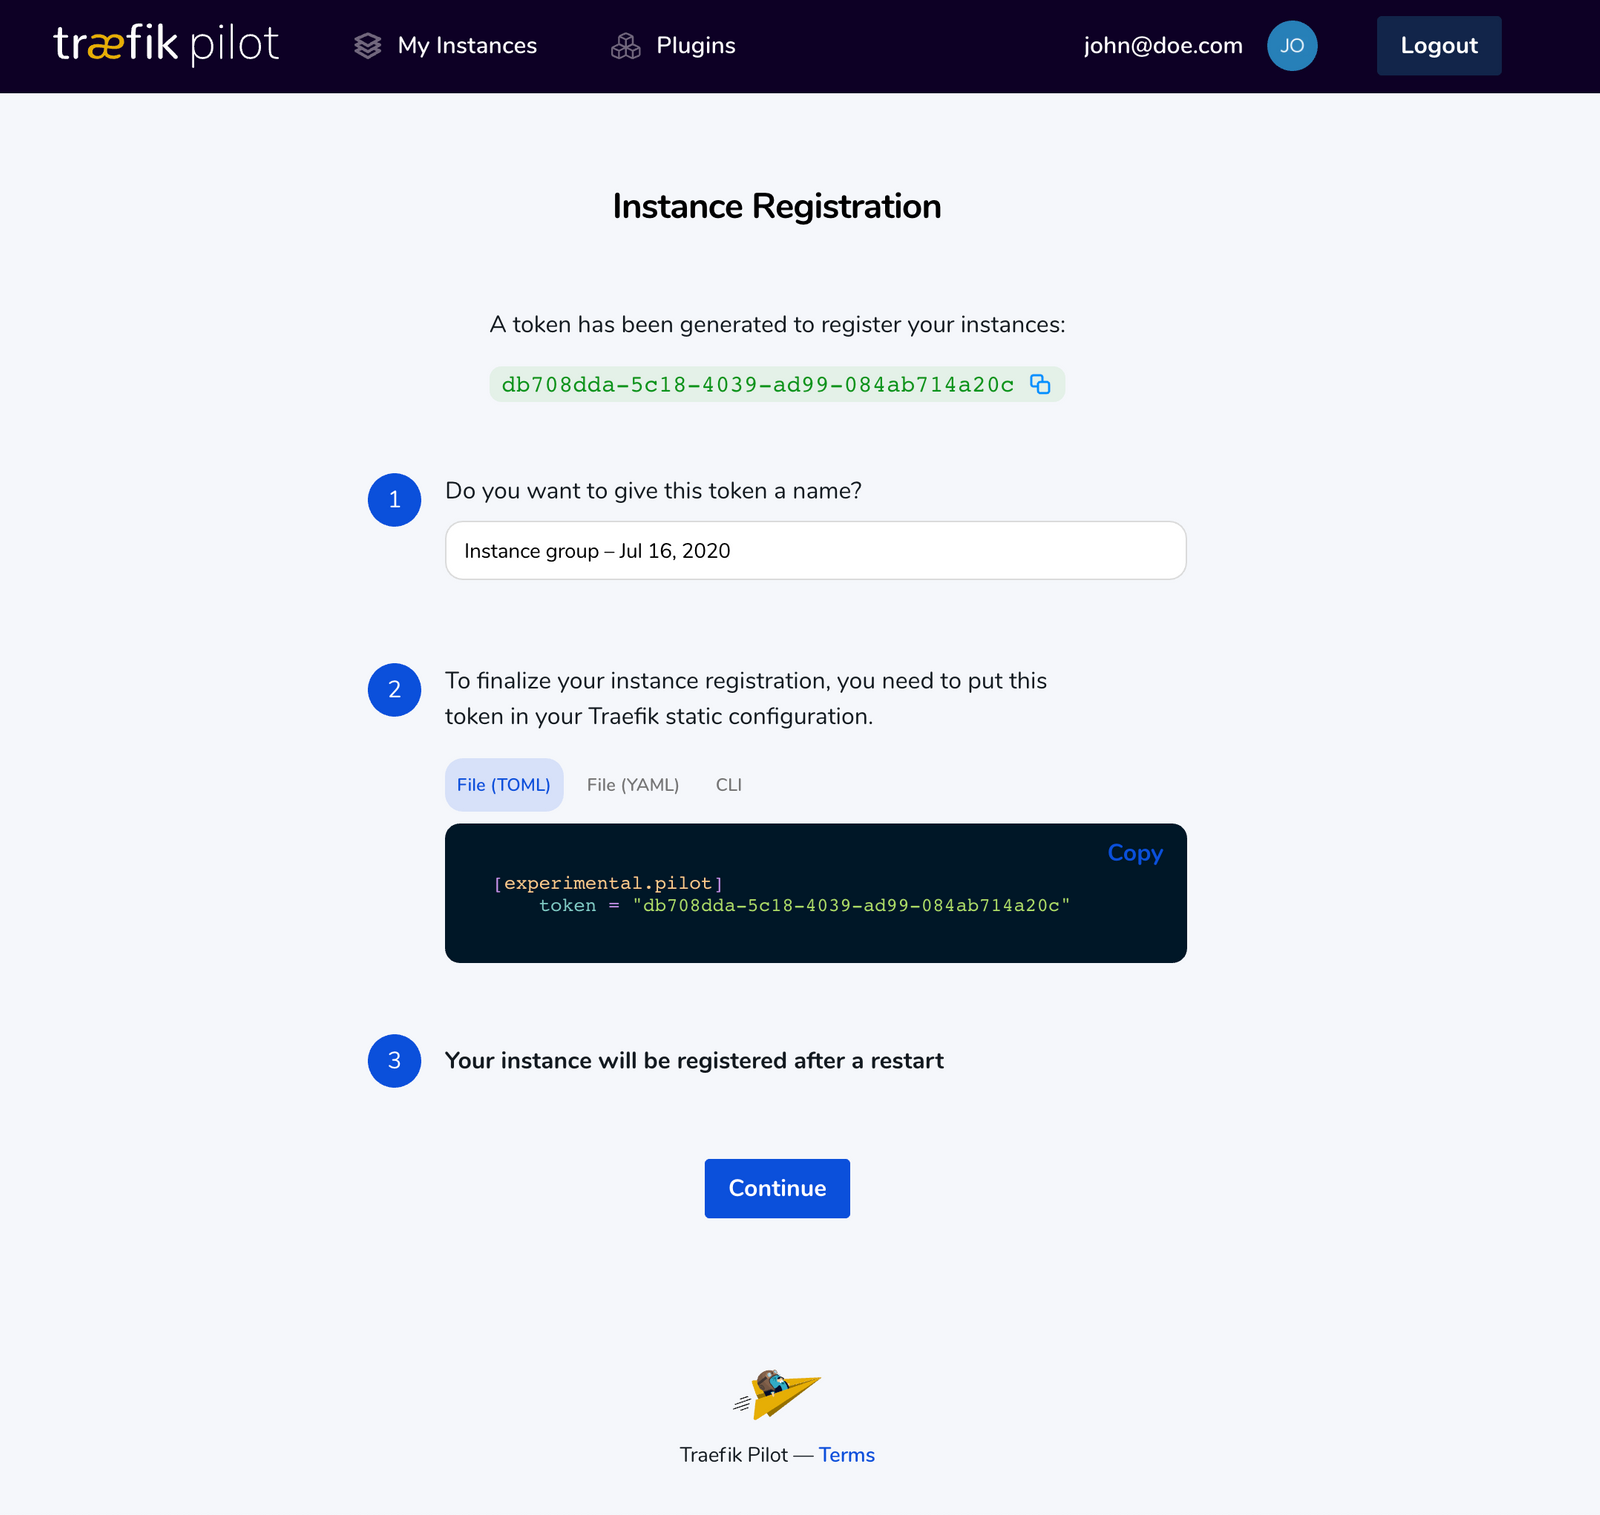 træfik pilot
My Instances
Plugins
john@doe.com
JO
Logout
Instance Registration
A token has been generated to register your instances:
db708dda-5c18-4039-ad99-084ab714a20c
1
Do you want to give this token a name?
Instance group – Jul 16, 2020
2
To finalize your instance registration, you need to put this
token in your Traefik static configuration.
File (TOML)
File (YAML)
CLI
Copy
[experimental.pilot]
token = "db708dda-5c18-4039-ad99-084ab714a20c"
3
Your instance will be registered after a restart
Continue
Traefik Pilot — Terms